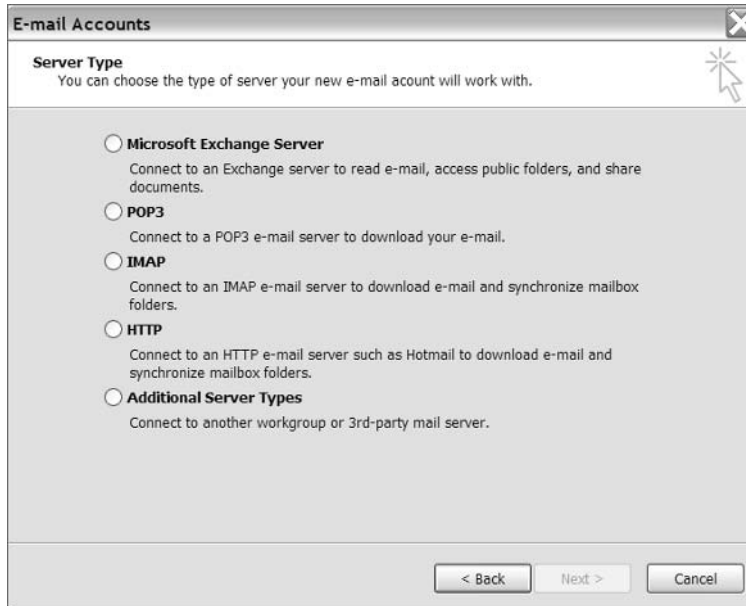 E-mail Accounts
Server Type
You can choose the type of server your new e-mail acount will work with.
Microsoft Exchange Server
Connect to an Exchange server to read e-mail, access public folders, and share
documents.
POP3
Connect to a POP3 e-mail server to download your e-mail.
IMAP
Connect to an IMAP e-mail server to download e-mail and synchronize mailbox
folders.
HTTP
Connect to an HTTP e-mail server such as Hotmail to download e-mail and
synchronize mailbox folders.
Additional Server Types
Connect to another workgroup or 3rd-party mail server.
< Back Next > Cancel